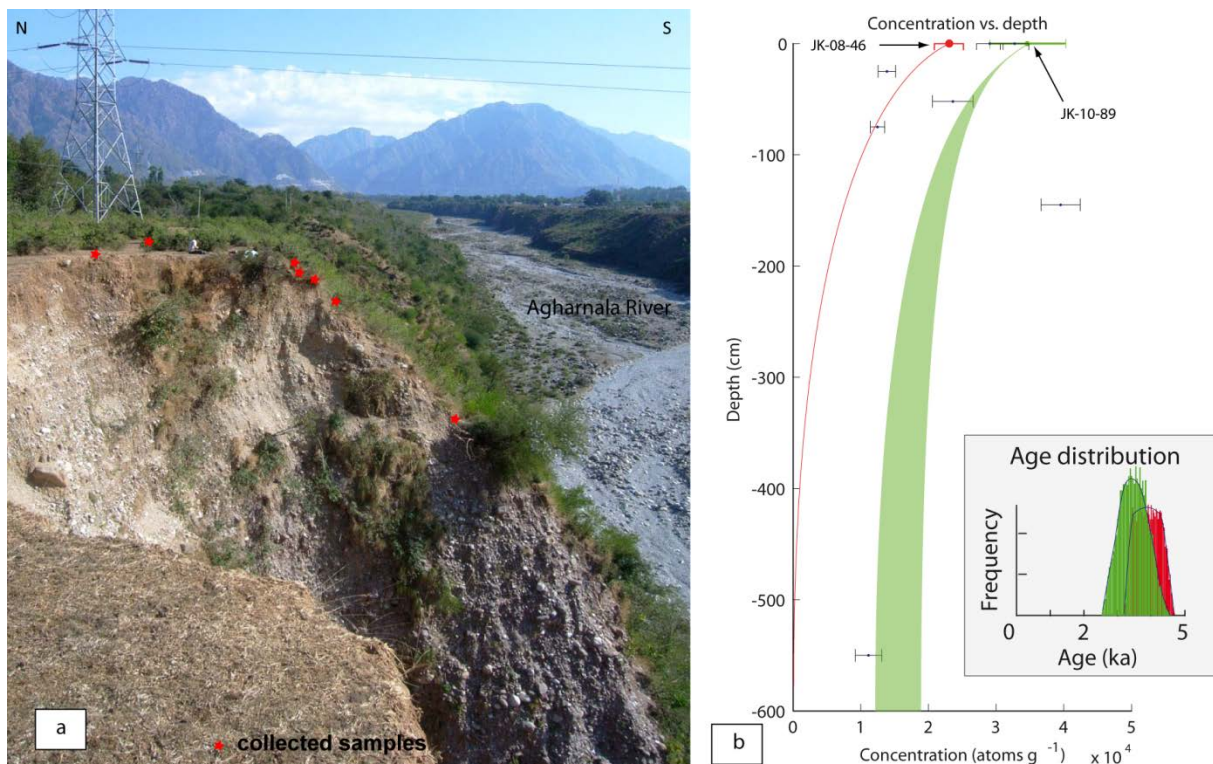 N
S
Agharnala River
a
* collected samples
Concentration vs. depth
JK-08-46
JK-10-89
0
-100
-200
-300
-400
-500
-600
Depth (cm)
0
1
2
3
4
5
Concentration (atoms g⁻¹)
x 10⁴
b
Age distribution
Frequency
0
2
5
Age (ka)